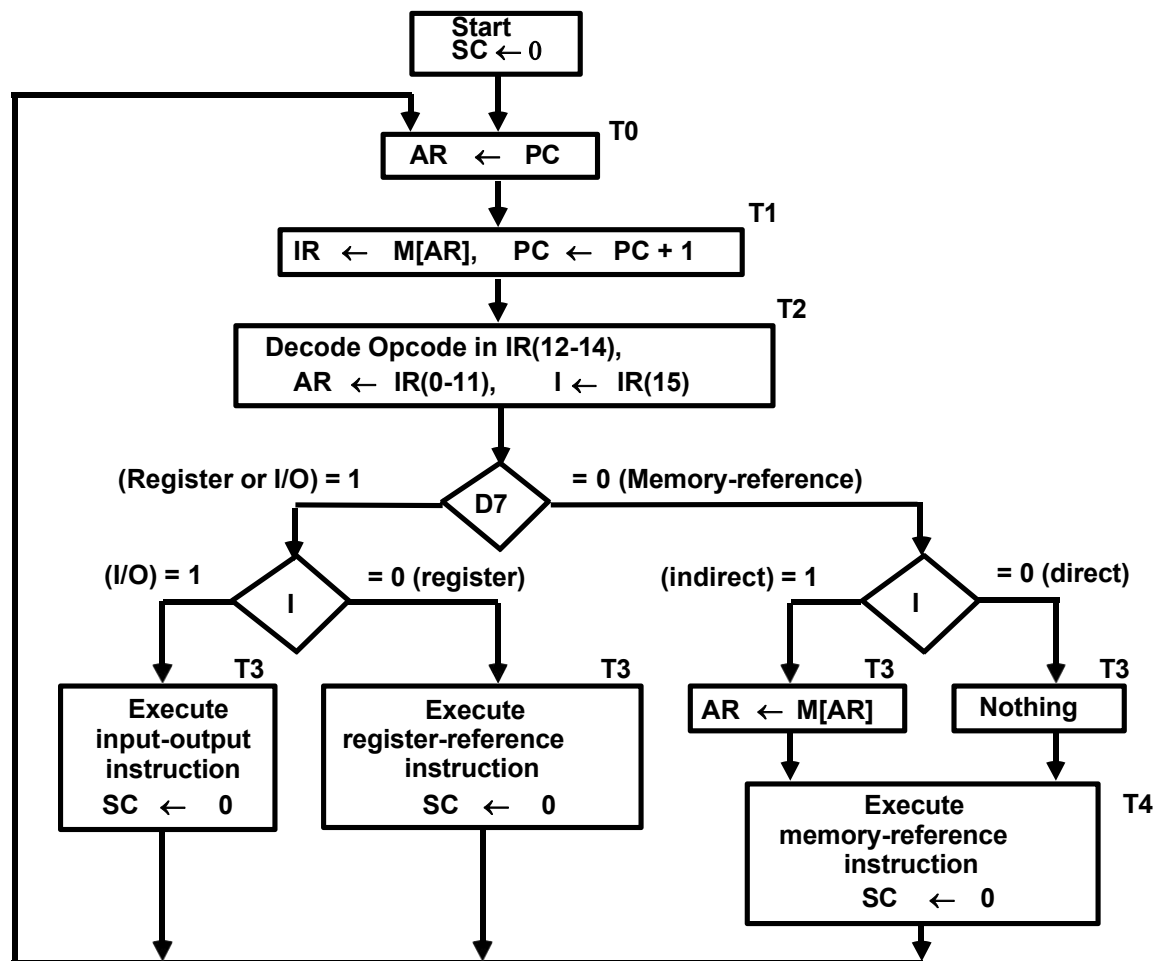 Start
SC ← 0
T0
AR ← PC
T1
IR ← M[AR], PC ← PC + 1
T2
Decode Opcode in IR(12-14),
AR ← IR(0-11), I ← IR(15)
(Register or I/O) = 1
D7
= 0 (Memory-reference)
(I/O) = 1
I
= 0 (register)
(indirect) = 1
I
= 0 (direct)
T3
Execute
input-output
instruction
SC ← 0
T3
Execute
register-reference
instruction
SC ← 0
T3
AR ← M[AR]
T3
Nothing
T4
Execute
memory-reference
instruction
SC ← 0